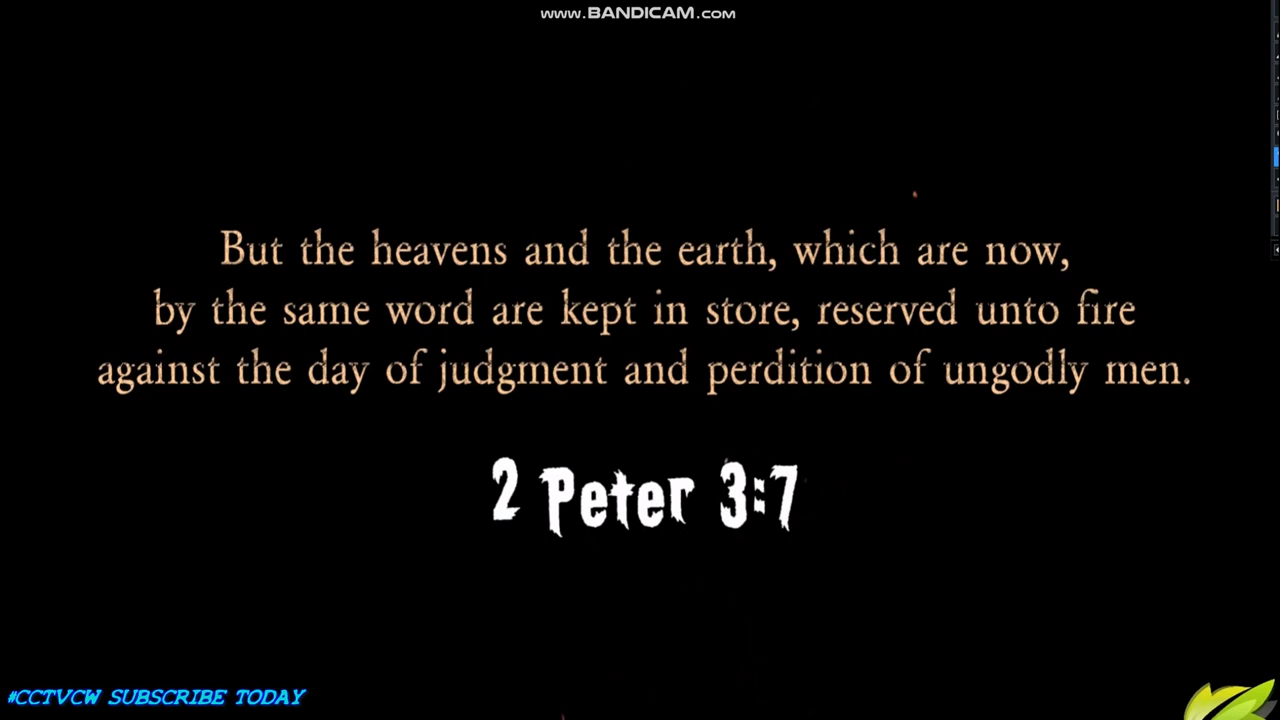 www.BANDICAM.com
But the heavens and the earth, which are now,
by the same word are kept in store, reserved unto fire
against the day of judgment and perdition of ungodly men.
2 Peter 3:7
#CCTVCW SUBSCRIBE TODAY